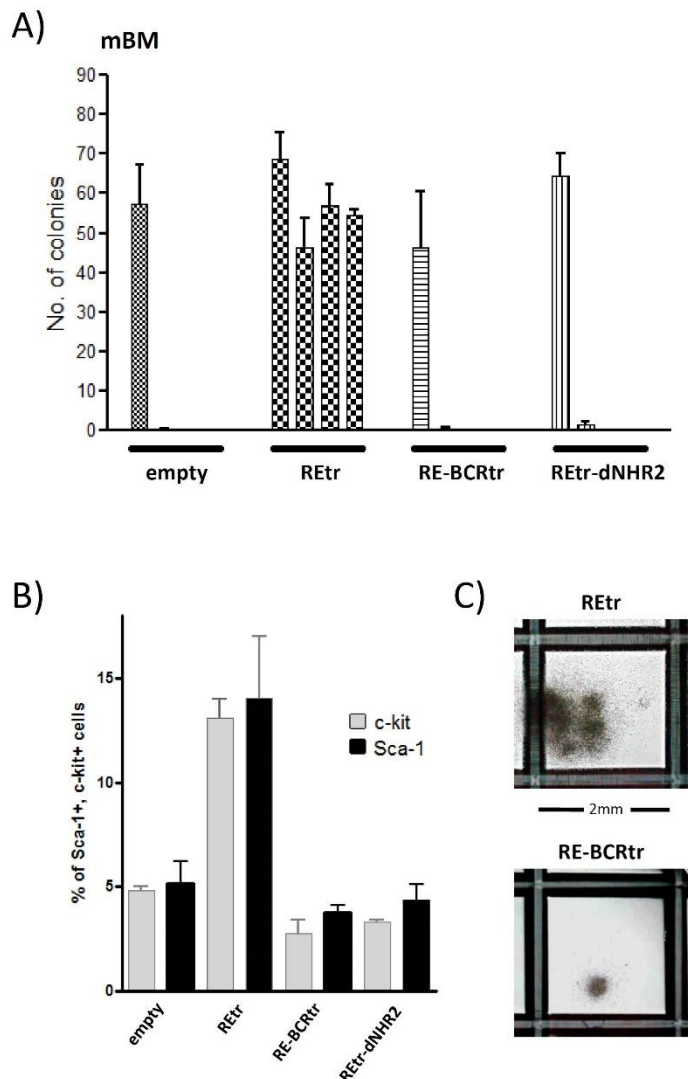 A)
mBM
90
80
70
60
50
40
30
20
10
0
No. of colonies
empty
REtr
RE-BCRtr
REtr-dNHR2
B)
15
10
5
0
% of Sca-1+, c-kit+ cells
c-kit
Sca-1
empty
REtr
RE-BCRtr
REtr-dNHR2
C)
REtr
2mm
RE-BCRtr